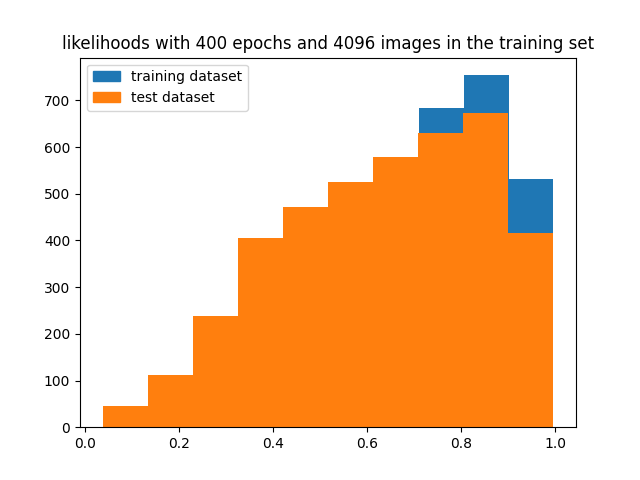 likelihoods with 400 epochs and 4096 images in the training set
training dataset
test dataset
700
600
500
400
300
200
100
0
0.0 0.2 0.4 0.6 0.8 1.0